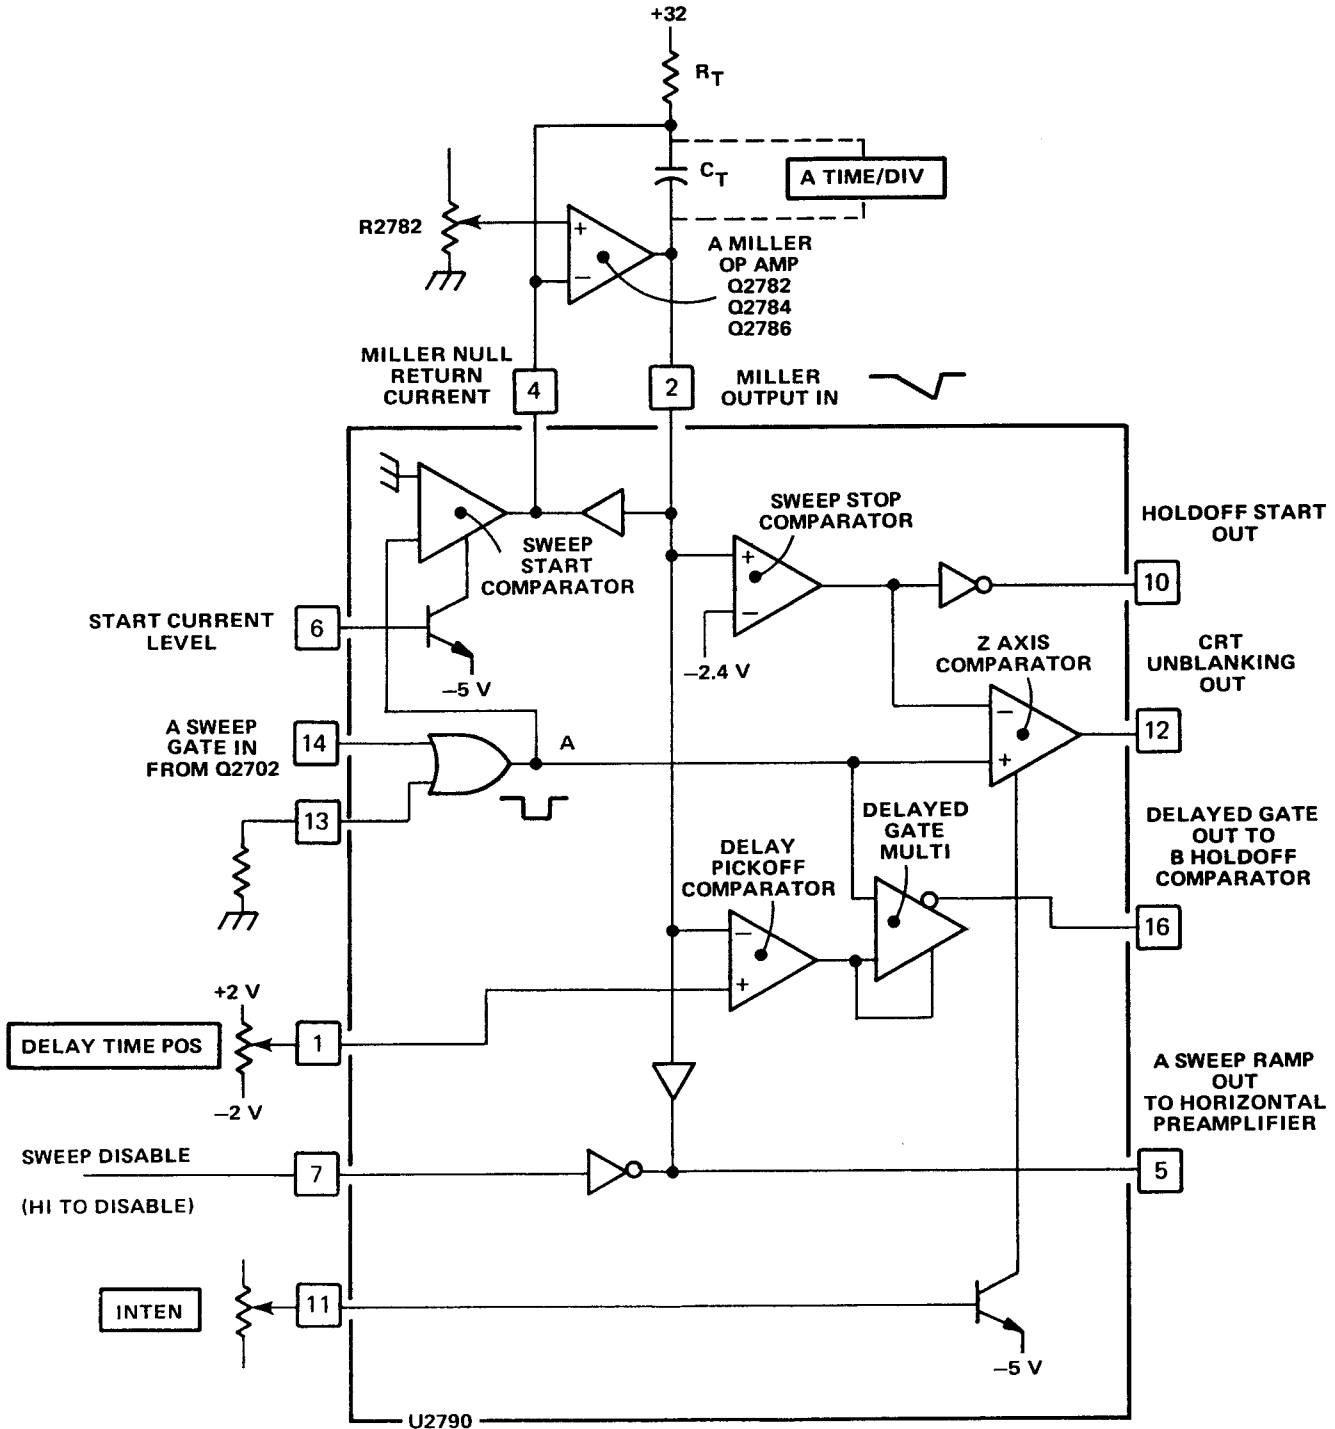 +32
RT
CT
A TIME/DIV
R2782
+
−
A MILLER
OP AMP
Q2782
Q2784
Q2786
MILLER NULL
RETURN
CURRENT
4
2
MILLER
OUTPUT IN
SWEEP STOP
COMPARATOR
HOLDOFF START
OUT
SWEEP
START
COMPARATOR
+
−
10
START CURRENT
LEVEL
6
−5 V
−2.4 V
Z AXIS
COMPARATOR
CRT
UNBLANKING
OUT
A SWEEP
GATE IN
FROM Q2702
14
A
−
+
12
13
DELAYED
GATE
MULTI
DELAY
PICKOFF
COMPARATOR
DELAYED GATE
OUT TO
B HOLDOFF
COMPARATOR
16
−
+
+2 V
DELAY TIME POS
1
−2 V
A SWEEP RAMP
OUT
TO HORIZONTAL
PREAMPLIFIER
SWEEP DISABLE
7
5
(HI TO DISABLE)
INTEN
11
−5 V
U2790